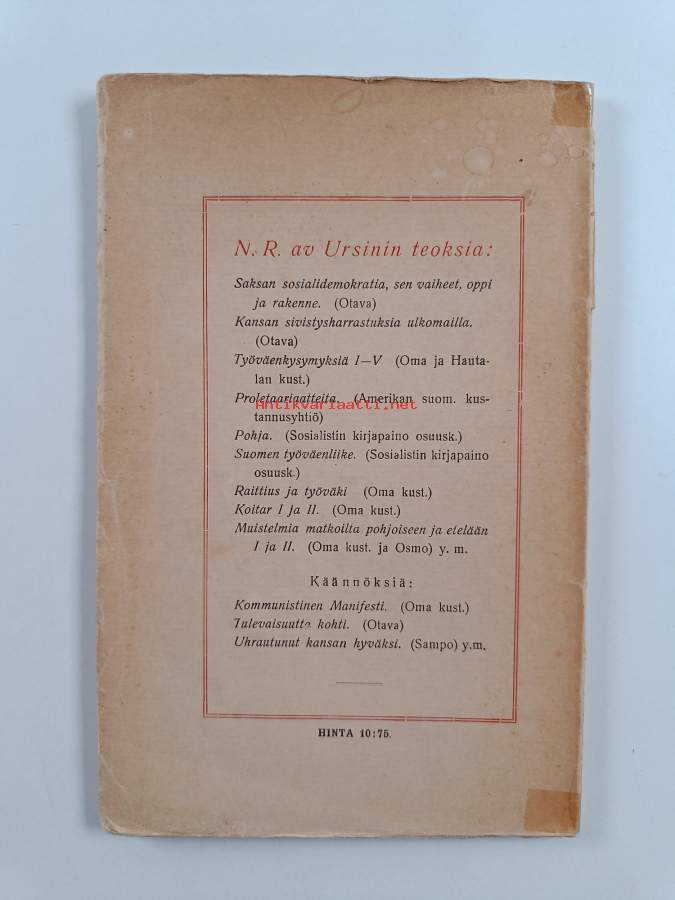 N. R. av Ursinin teoksia:
Saksan sosialidemokratia, sen vaiheet, oppi
ja rakenne. (Otava)
Kansan sivistysharrastuksia ulkomailla.
(Otava)
Työväenkysymyksiä I—V (Oma ja Hauta-
lan kust.)
Proletaariaatteita. (Amerikan suom. kus-
Antikvariaatti.net
tannusyhtiö)
Pohja. (Sosialistin kirjapaino osuusk.)
Suomen työväenliike. (Sosialistin kirjapaino
osuusk.)
Raittius ja työväki (Oma kust.)
Koitar I ja II. (Oma kust.)
Muistelmia matkoilta pohjoiseen ja etelään
I ja II. (Oma kust. ja Osmo) y. m.
Käännöksiä:
Kommunistinen Manifesti. (Oma kust.)
Tulevaisuutta kohti. (Otava)
Uhrautunut kansan hyväksi. (Sampo) y.m.
HINTA 10:75.